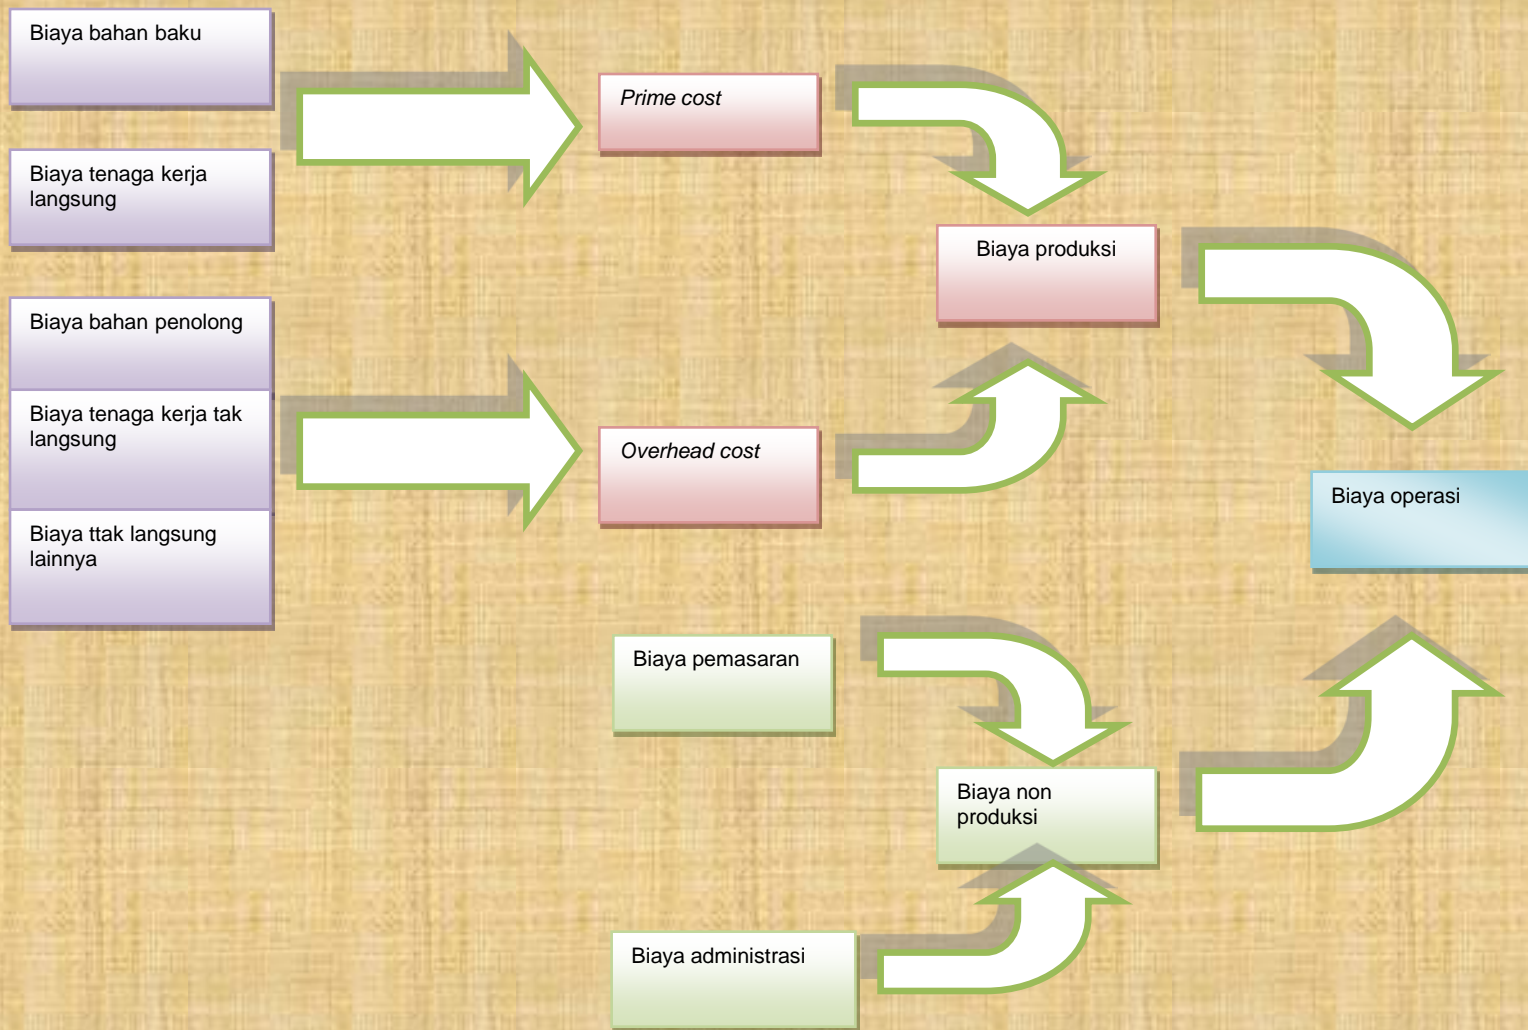 Biaya bahan baku
Biaya tenaga kerja
langsung
Biaya bahan penolong
Biaya tenaga kerja tak
langsung
Biaya ttak langsung
lainnya
Prime cost
Overhead cost
Biaya produksi
Biaya operasi
Biaya pemasaran
Biaya non
produksi
Biaya administrasi